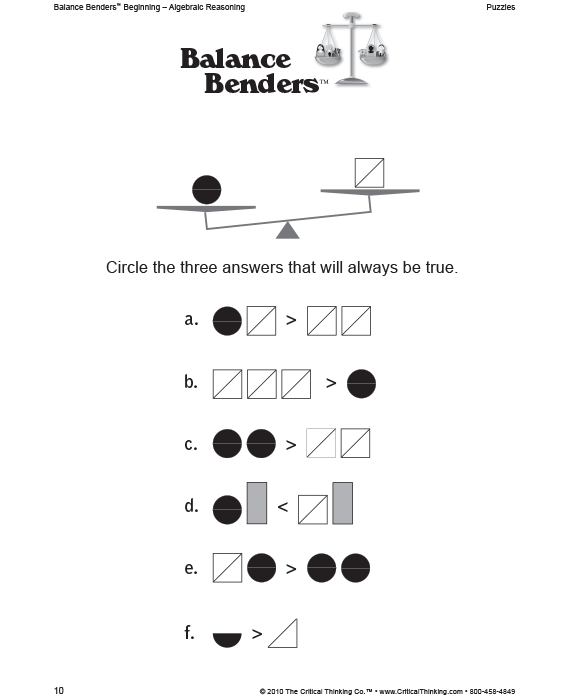 Balance Benders™ Beginning – Algebraic Reasoning Puzzles
Balance
Benders™
Circle the three answers that will always be true.
a. >
b. >
c. >
d. <
e. >
f. >
10 © 2010 The Critical Thinking Co.™ • www.CriticalThinking.com • 800-458-4849